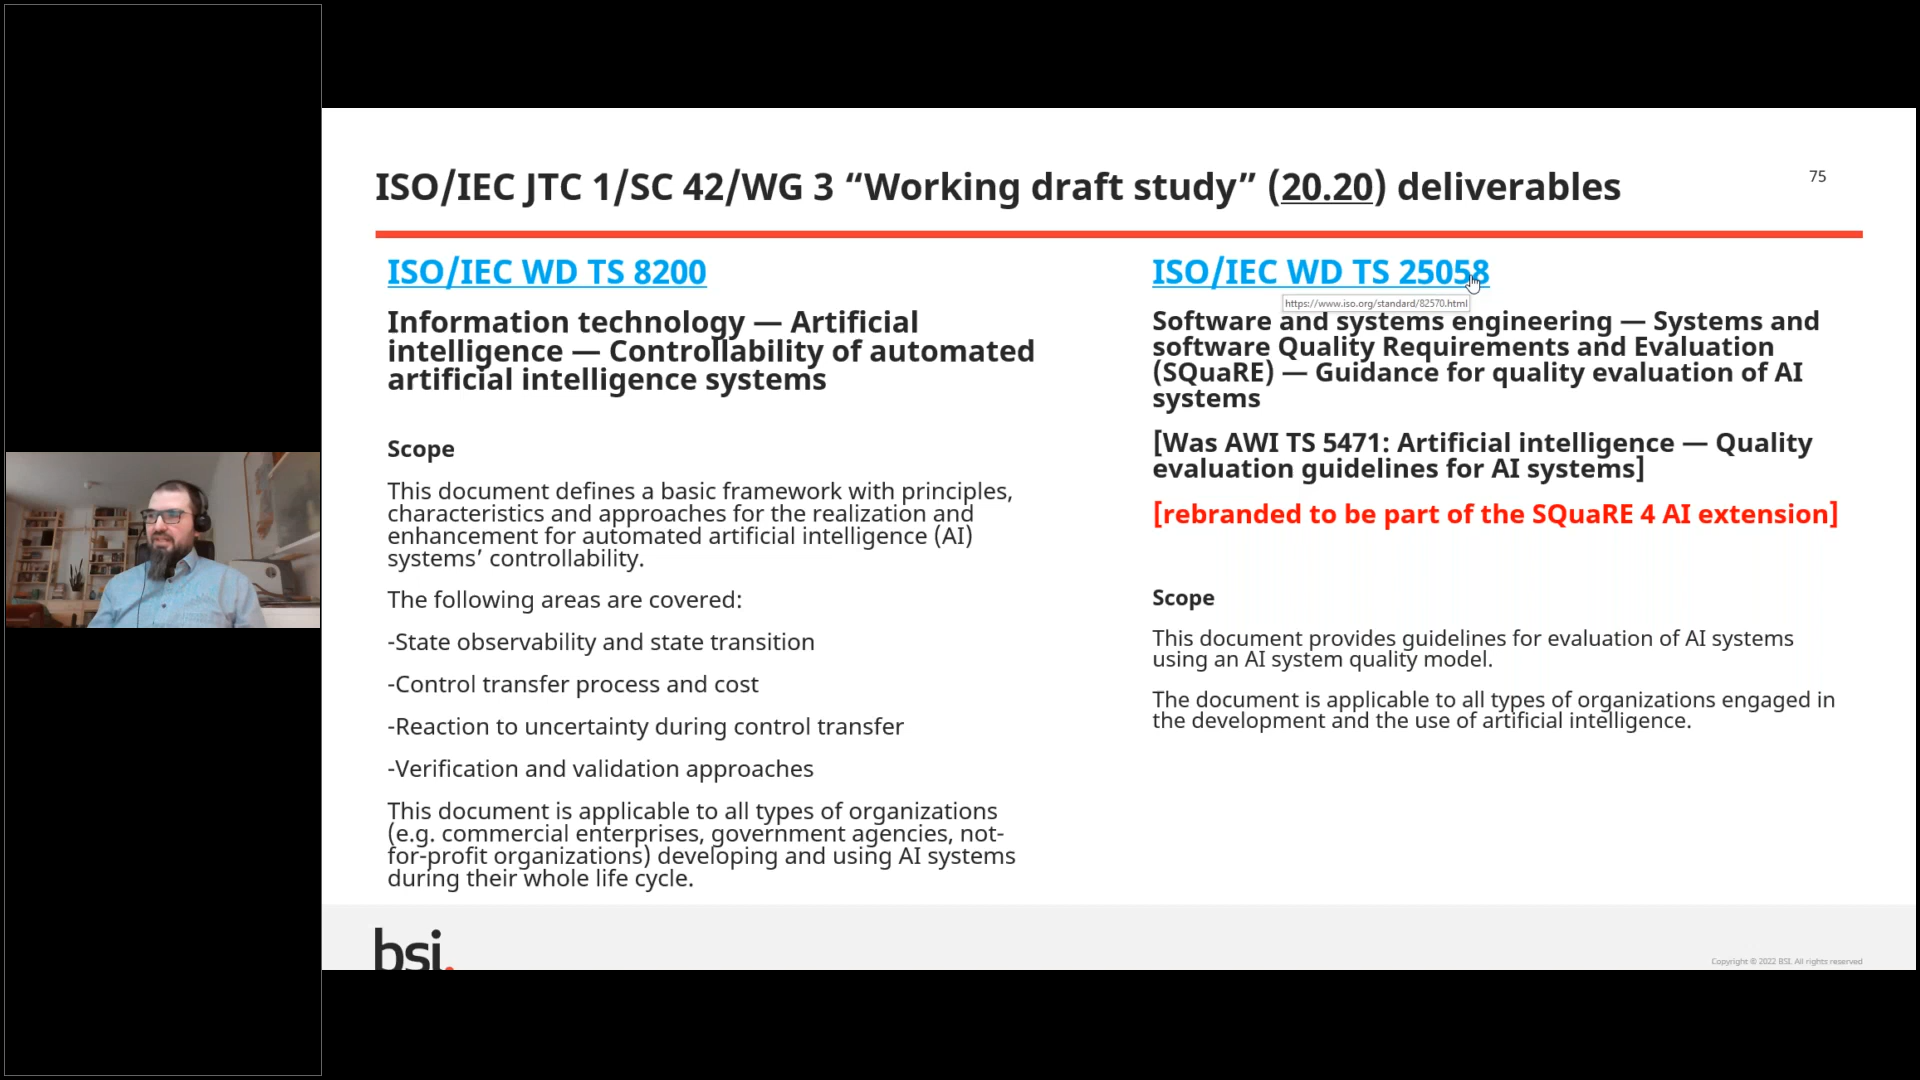 ISO/IEC JTC 1/SC 42/WG 3 “Working draft study” (20.20) deliverables
75
ISO/IEC WD TS 8200
Information technology — Artificial
intelligence — Controllability of automated
artificial intelligence systems
Scope
This document defines a basic framework with principles,
characteristics and approaches for the realization and
enhancement for automated artificial intelligence (AI)
systems’ controllability.
The following areas are covered:
-State observability and state transition
-Control transfer process and cost
-Reaction to uncertainty during control transfer
-Verification and validation approaches
This document is applicable to all types of organizations
(e.g. commercial enterprises, government agencies, not-
for-profit organizations) developing and using AI systems
during their whole life cycle.
ISO/IEC WD TS 25058
https://www.iso.org/standard/82570.html
Software and systems engineering — Systems and
software Quality Requirements and Evaluation
(SQuaRE) — Guidance for quality evaluation of AI
systems
[Was AWI TS 5471: Artificial intelligence — Quality
evaluation guidelines for AI systems]
[rebranded to be part of the SQuaRE 4 AI extension]
Scope
This document provides guidelines for evaluation of AI systems
using an AI system quality model.
The document is applicable to all types of organizations engaged in
the development and the use of artificial intelligence.
bsi.
Copyright © 2022 BSI. All rights reserved